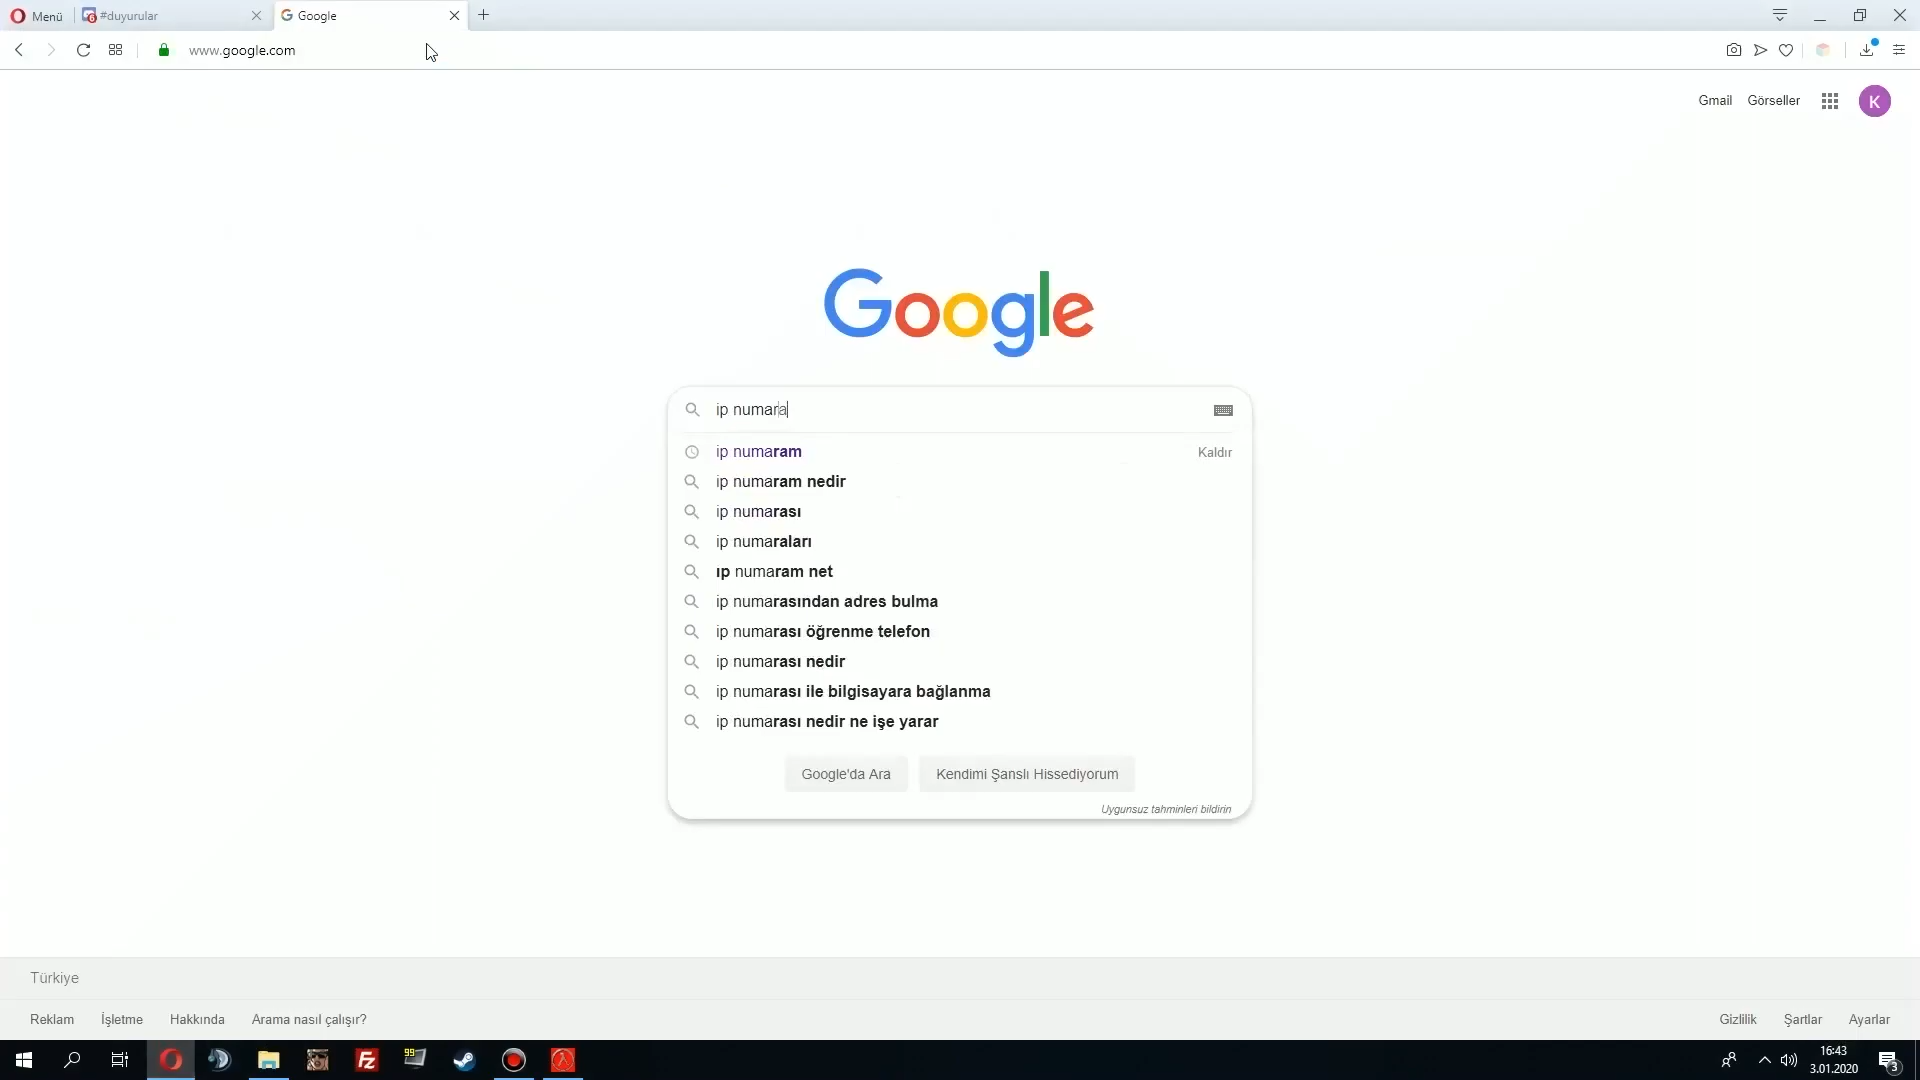 Menü
#duyurular
Google
www.google.com
Gmail
Görseller
K
Google
ip numara
ip numaram
Kaldır
ip numaram nedir
ip numarası
ip numaraları
ıp numaram net
ip numarasından adres bulma
ip numarası öğrenme telefon
ip numarası nedir
ip numarası ile bilgisayara bağlanma
ip numarası nedir ne işe yarar
Google'da Ara
Kendimi Şanslı Hissediyorum
Uygunsuz tahminleri bildirin
Türkiye
Reklam
İşletme
Hakkında
Arama nasıl çalışır?
Gizlilik
Şartlar
Ayarlar
Fz
99
16:43
3.01.2020
3